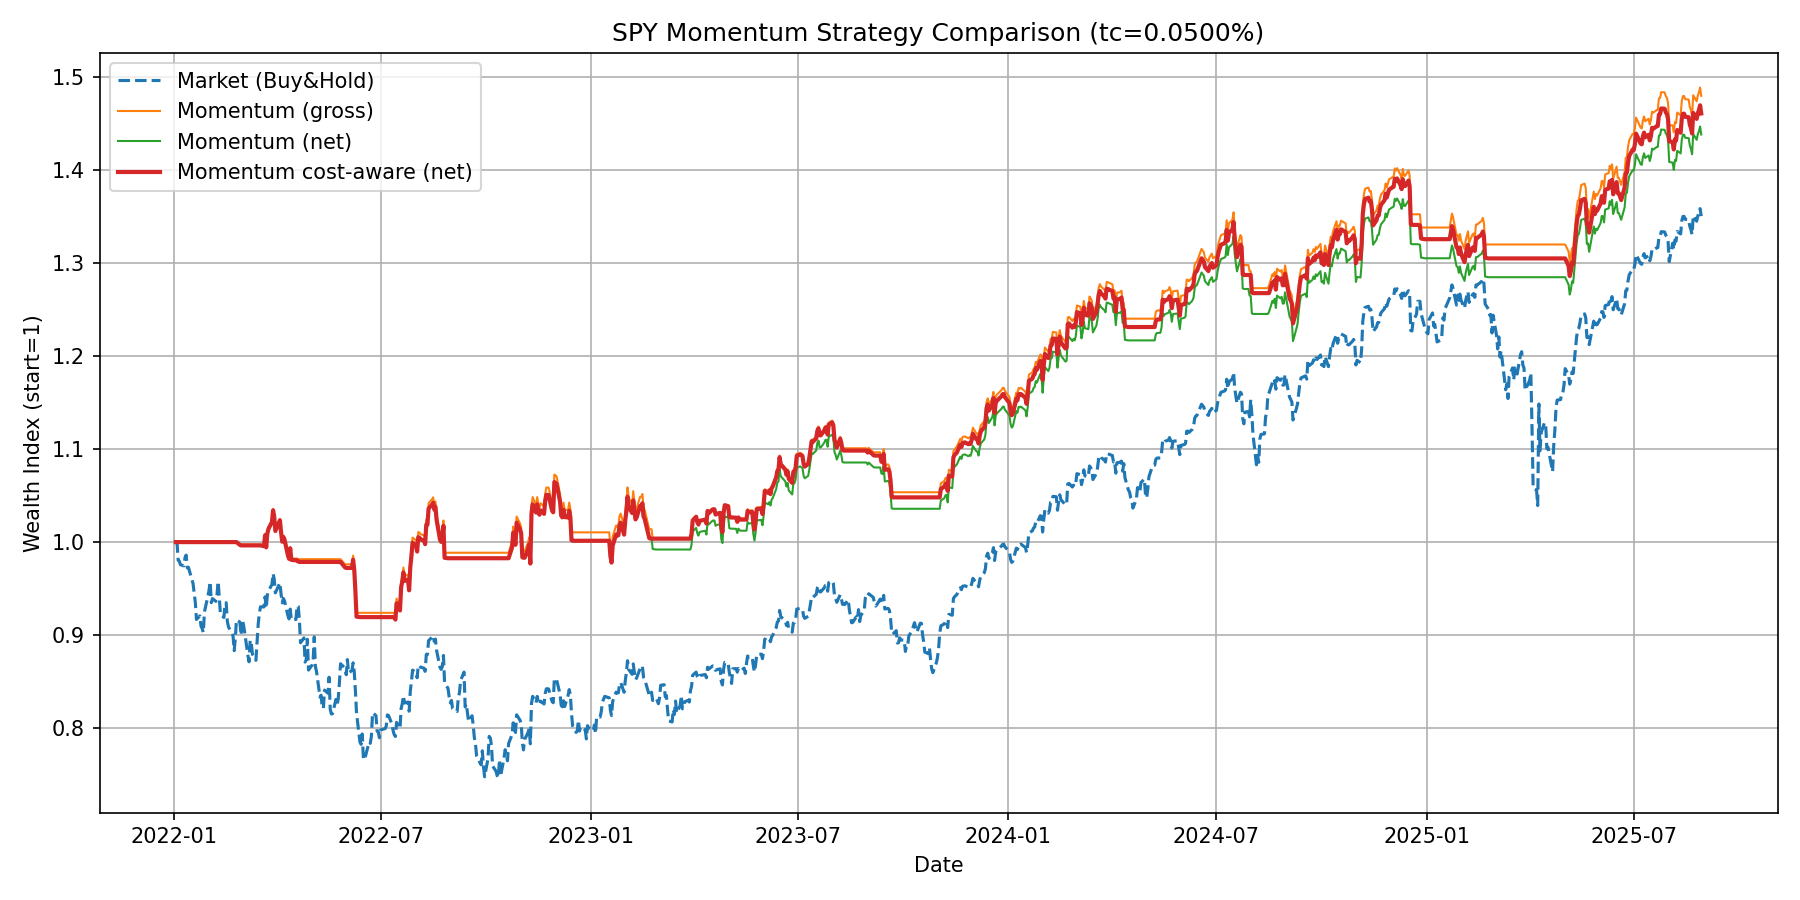 SPY Momentum Strategy Comparison (tc=0.0500%)
Market (Buy&Hold)
Momentum (gross)
Momentum (net)
Momentum cost-aware (net)
Wealth Index (start=1)
1.5
1.4
1.3
1.2
1.1
1.0
0.9
0.8
2022-01
2022-07
2023-01
2023-07
2024-01
2024-07
2025-01
2025-07
Date